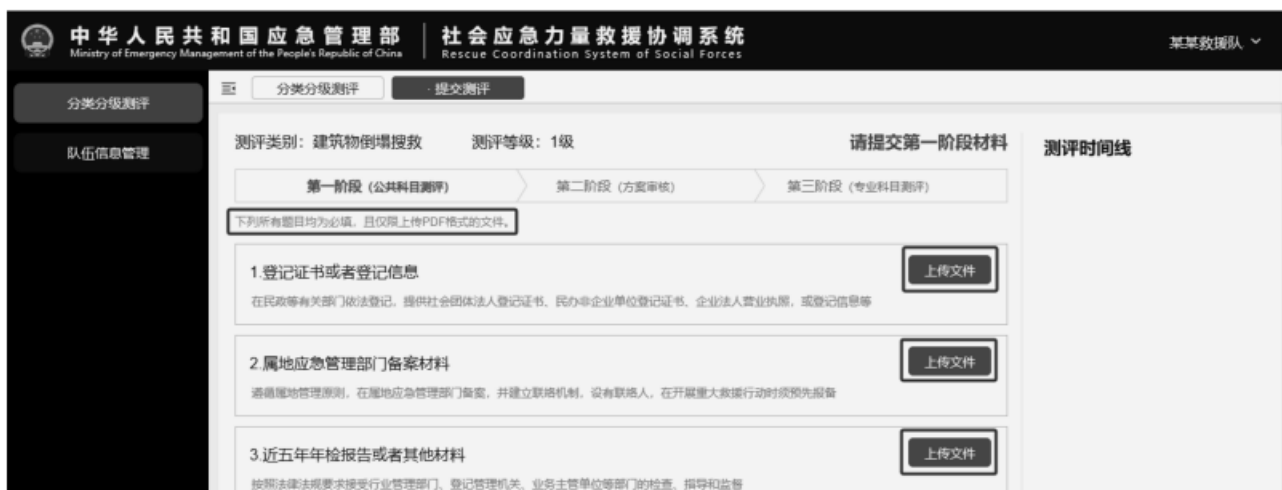 中华人民共和国应急管理部
Ministry of Emergency Management of the People's Republic of China
社会应急力量救援协调系统
Rescue Coordination System of Social Forces
某某救援队
分类分级测评
队伍信息管理
分类分级测评
· 提交测评
测评类别：建筑物倒塌搜救 测评等级：1级 请提交第一阶段材料
测评时间线
第一阶段（公共科目测评） 第二阶段（方案审核） 第三阶段（专业科目测评）
下列所有题目均为必填，且仅限上传PDF格式的文件。
1.登记证书或者登记信息
上传文件
在民政等有关部门依法登记，提供社会团体法人登记证书、民办非企业单位登记证书、企业法人营业执照，或登记信息等
2.属地应急管理部门备案材料
上传文件
遵循属地管理原则，在属地应急管理部门备案，并建立联络机制，设有联络人，在开展重大救援行动时须预先报备
3.近五年年检报告或者其他材料
上传文件
按照法律法规要求接受行业管理部门、登记管理机关、业务主管单位等部门的检查、指导和监督